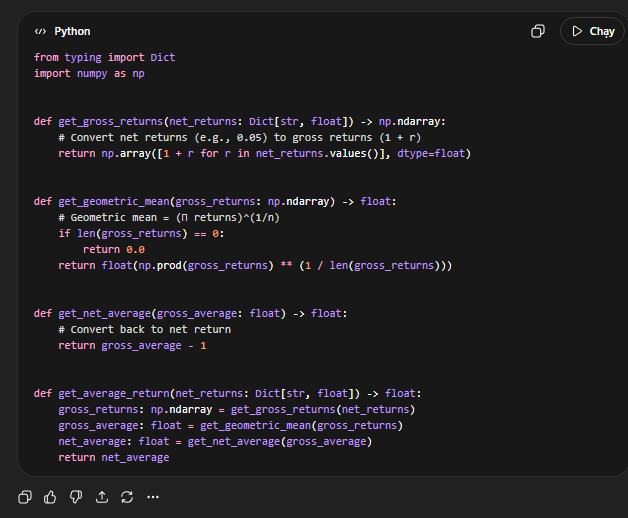 Python
Chạy
from typing import Dict
import numpy as np
def get_gross_returns(net_returns: Dict[str, float]) -> np.ndarray:
    # Convert net returns (e.g., 0.05) to gross returns (1 + r)
    return np.array([1 + r for r in net_returns.values()], dtype=float)
def get_geometric_mean(gross_returns: np.ndarray) -> float:
    # Geometric mean = (Π returns)^(1/n)
    if len(gross_returns) == 0:
        return 0.0
    return float(np.prod(gross_returns) ** (1 / len(gross_returns)))
def get_net_average(gross_average: float) -> float:
    # Convert back to net return
    return gross_average - 1
def get_average_return(net_returns: Dict[str, float]) -> float:
    gross_returns: np.ndarray = get_gross_returns(net_returns)
    gross_average: float = get_geometric_mean(gross_returns)
    net_average: float = get_net_average(gross_average)
    return net_average